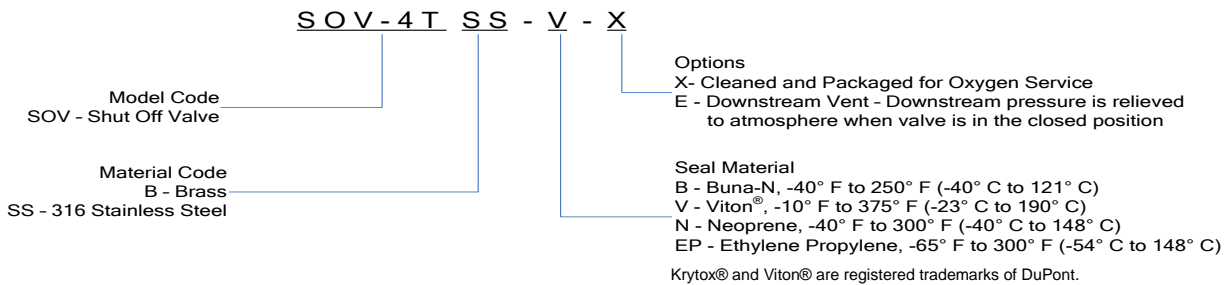 SOV-4T SS - V - X
Model Code
SOV - Shut Off Valve
Material Code
B - Brass
SS - 316 Stainless Steel
Options
X- Cleaned and Packaged for Oxygen Service
E - Downstream Vent - Downstream pressure is relieved
to atmosphere when valve is in the closed position
Seal Material
B - Buna-N, -40° F to 250° F (-40° C to 121° C)
V - Viton®, -10° F to 375° F (-23° C to 190° C)
N - Neoprene, -40° F to 300° F (-40° C to 148° C)
EP - Ethylene Propylene, -65° F to 300° F (-54° C to 148° C)
Krytox® and Viton® are registered trademarks of DuPont.